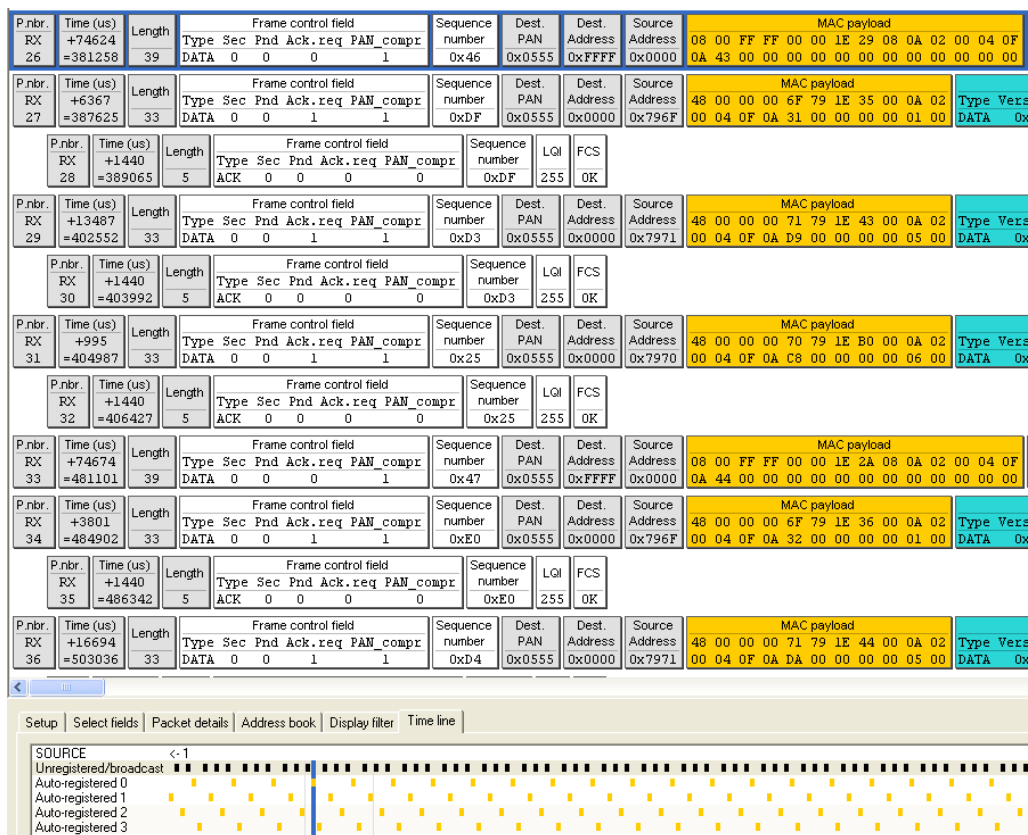 P.nbr. Time (us) Length Frame control field Sequence Dest. Dest. Source MAC payload
RX +74624 Type Sec Pnd Ack.req PAN_compr number PAN Address Address 08 00 FF FF 00 00 1E 29 08 0A 02 00 04 0F
26 =381258 39 DATA 0 0 0 1 0x46 0x0555 0xFFFF 0x0000 0A 43 00 00 00 00 00 00 00 00 00 00 00 00
P.nbr. Time (us) Length Frame control field Sequence Dest. Dest. Source MAC payload
RX +6367 Type Sec Pnd Ack.req PAN_compr number PAN Address Address 48 00 00 00 6F 79 1E 35 00 0A 02 Type Vers
27 =387625 33 DATA 0 0 1 1 0xDF 0x0555 0x0000 0x796F 00 04 0F 0A 31 00 00 00 00 01 00 DATA 0x
P.nbr. Time (us) Length Frame control field Sequence LQI FCS
RX +1440 Type Sec Pnd Ack.req PAN_compr number
28 =389065 5 ACK 0 0 0 0 0xDF 255 OK
P.nbr. Time (us) Length Frame control field Sequence Dest. Dest. Source MAC payload
RX +13487 Type Sec Pnd Ack.req PAN_compr number PAN Address Address 48 00 00 00 71 79 1E 43 00 0A 02 Type Vers
29 =402552 33 DATA 0 0 1 1 0xD3 0x0555 0x0000 0x7971 00 04 0F 0A D9 00 00 00 00 05 00 DATA 0x
P.nbr. Time (us) Length Frame control field Sequence LQI FCS
RX +1440 Type Sec Pnd Ack.req PAN_compr number
30 =403992 5 ACK 0 0 0 0 0xD3 255 OK
P.nbr. Time (us) Length Frame control field Sequence Dest. Dest. Source MAC payload
RX +995 Type Sec Pnd Ack.req PAN_compr number PAN Address Address 48 00 00 00 70 79 1E B0 00 0A 02 Type Vers
31 =404987 33 DATA 0 0 1 1 0x25 0x0555 0x0000 0x7970 00 04 0F 0A C8 00 00 00 00 06 00 DATA 0x
P.nbr. Time (us) Length Frame control field Sequence LQI FCS
RX +1440 Type Sec Pnd Ack.req PAN_compr number
32 =406427 5 ACK 0 0 0 0 0x25 255 OK
P.nbr. Time (us) Length Frame control field Sequence Dest. Dest. Source MAC payload
RX +74674 Type Sec Pnd Ack.req PAN_compr number PAN Address Address 08 00 FF FF 00 00 1E 2A 08 0A 02 00 04 0F
33 =481101 39 DATA 0 0 0 1 0x47 0x0555 0xFFFF 0x0000 0A 44 00 00 00 00 00 00 00 00 00 00 00 00
P.nbr. Time (us) Length Frame control field Sequence Dest. Dest. Source MAC payload
RX +3801 Type Sec Pnd Ack.req PAN_compr number PAN Address Address 48 00 00 00 6F 79 1E 36 00 0A 02 Type Vers
34 =484902 33 DATA 0 0 1 1 0xE0 0x0555 0x0000 0x796F 00 04 0F 0A 32 00 00 00 00 01 00 DATA 0x
P.nbr. Time (us) Length Frame control field Sequence LQI FCS
RX +1440 Type Sec Pnd Ack.req PAN_compr number
35 =486342 5 ACK 0 0 0 0 0xE0 255 OK
P.nbr. Time (us) Length Frame control field Sequence Dest. Dest. Source MAC payload
RX +16694 Type Sec Pnd Ack.req PAN_compr number PAN Address Address 48 00 00 00 71 79 1E 44 00 0A 02 Type Vers
36 =503036 33 DATA 0 0 1 1 0xD4 0x0555 0x0000 0x7971 00 04 0F 0A DA 00 00 00 00 05 00 DATA 0x
Setup Select fields Packet details Address book Display filter Time line
SOURCE <- 1
Unregistered/broadcast
Auto-registered 0
Auto-registered 1
Auto-registered 2
Auto-registered 3